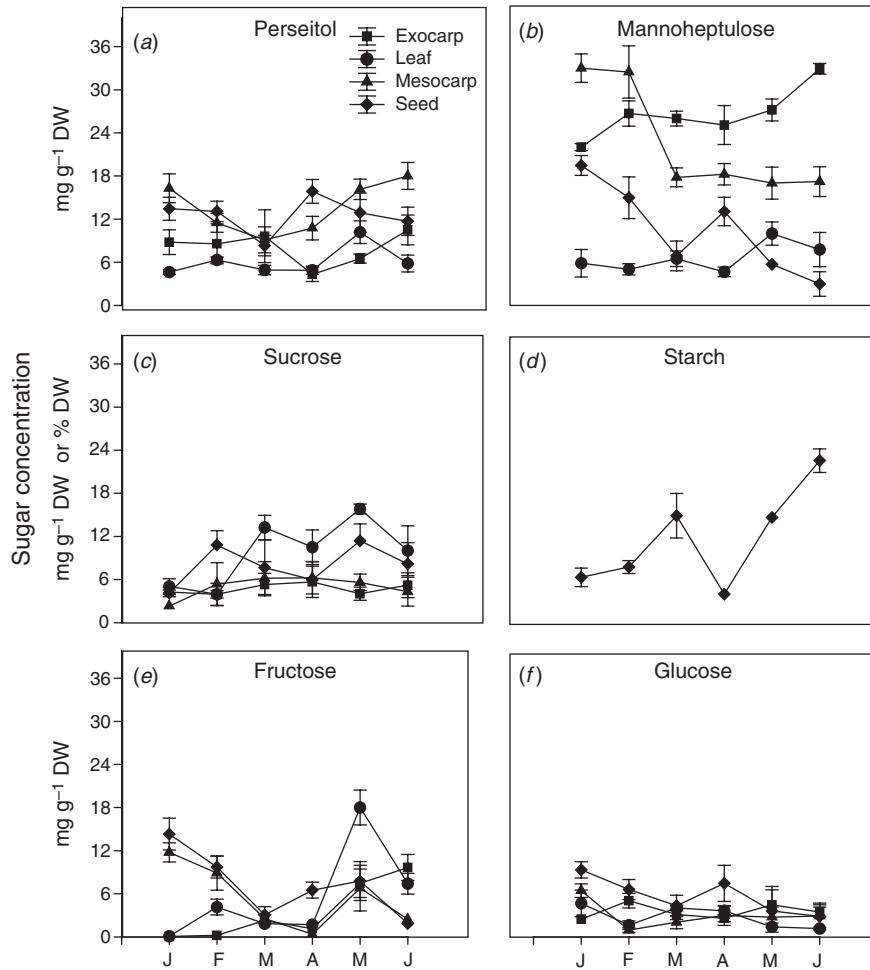 (a) Perseitol
Exocarp
Leaf
Mesocarp
Seed
36
30
24
18
12
6
0
mg g–1 DW
(b) Mannoheptulose
(c) Sucrose
36
30
24
18
12
6
0
Sugar concentration
mg g–1 DW or % DW
(d) Starch
(e) Fructose
36
30
24
18
12
6
0
mg g–1 DW
J F M A M J
(f) Glucose
J F M A M J